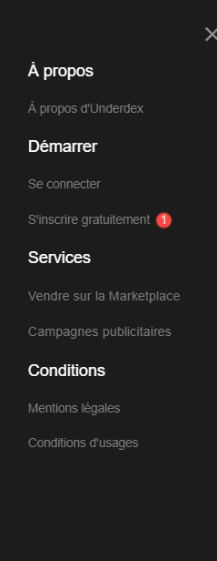 À propos
À propos d'Underdex
Démarrer
Se connecter
S'inscrire gratuitement 1
Services
Vendre sur la Marketplace
Campagnes publicitaires
Conditions
Mentions légales
Conditions d'usages